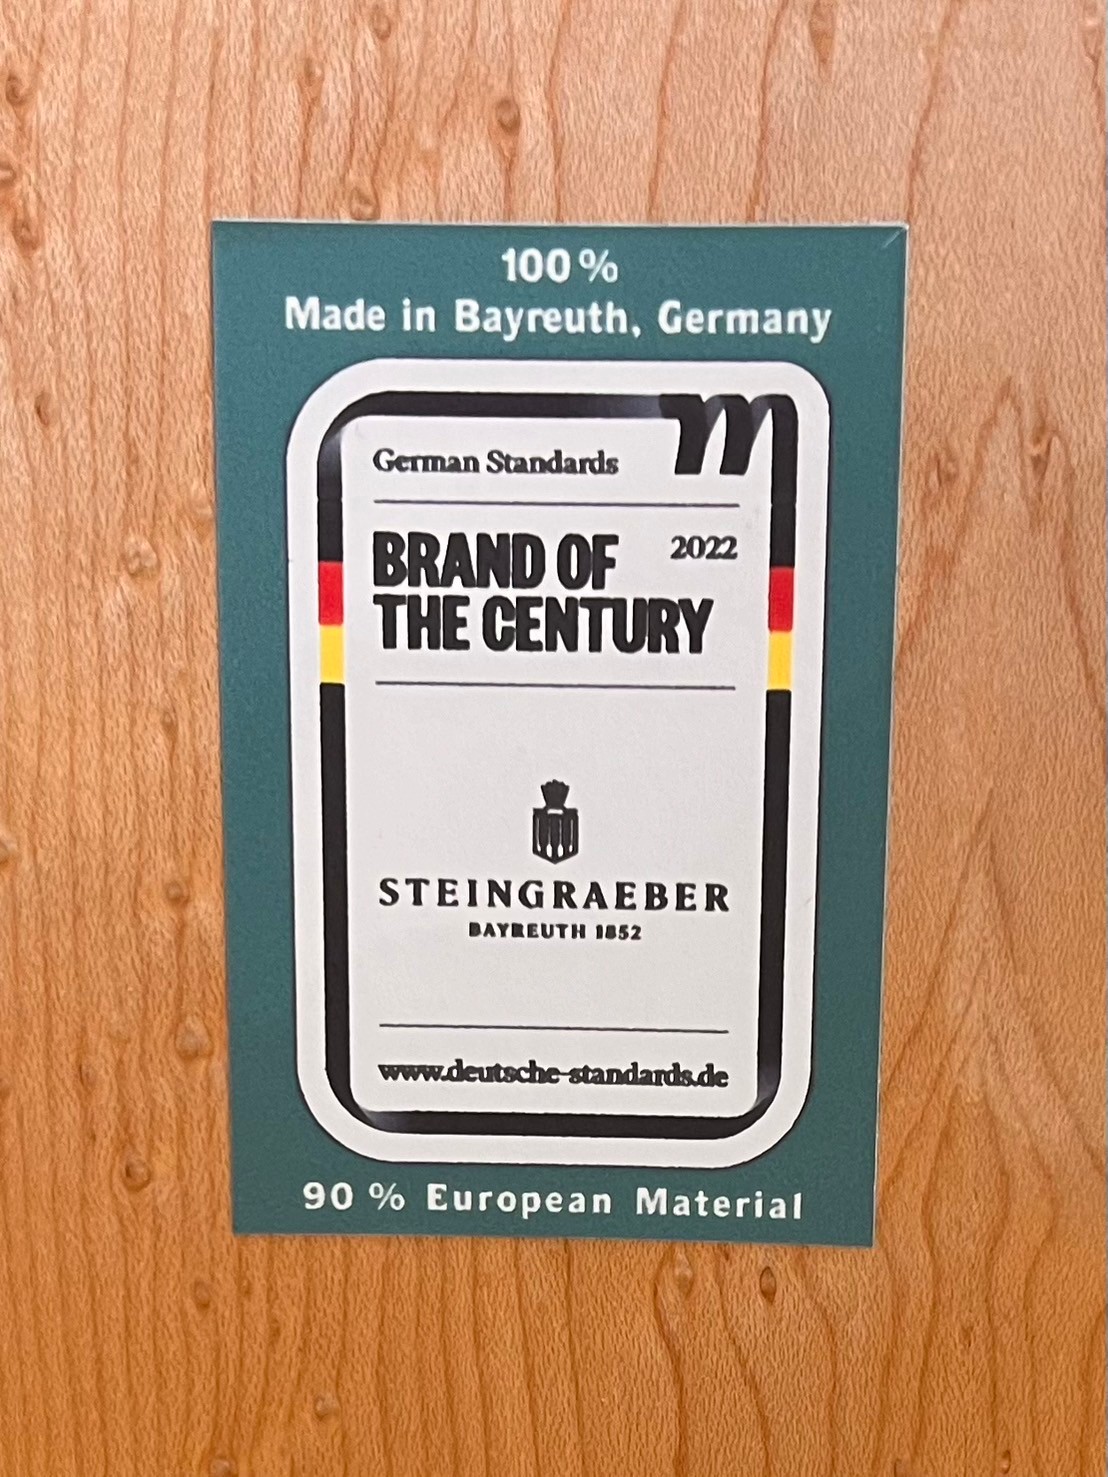 100 %
Made in Bayreuth, Germany
German Standards
BRAND OF 2022
THE CENTURY
STEINGRAEBER
BAYREUTH 1852
www.deutsche-standards.de
90 % European Material